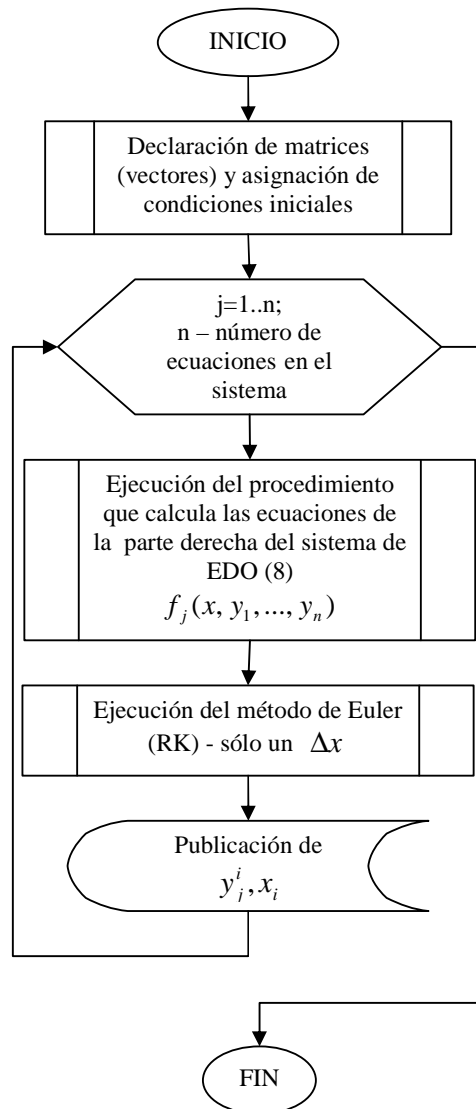 INICIO
Declaración de matrices
(vectores) y asignación de
condiciones iniciales
j=1..n;
n – número de
ecuaciones en el
sistema
Ejecución del procedimiento
que calcula las ecuaciones de
la parte derecha del sistema de
EDO (8)
f_j(x, y_1,..., y_n)
Ejecución del método de Euler
(RK) - sólo un Δx
Publicación de
y_j^i, x_i
FIN